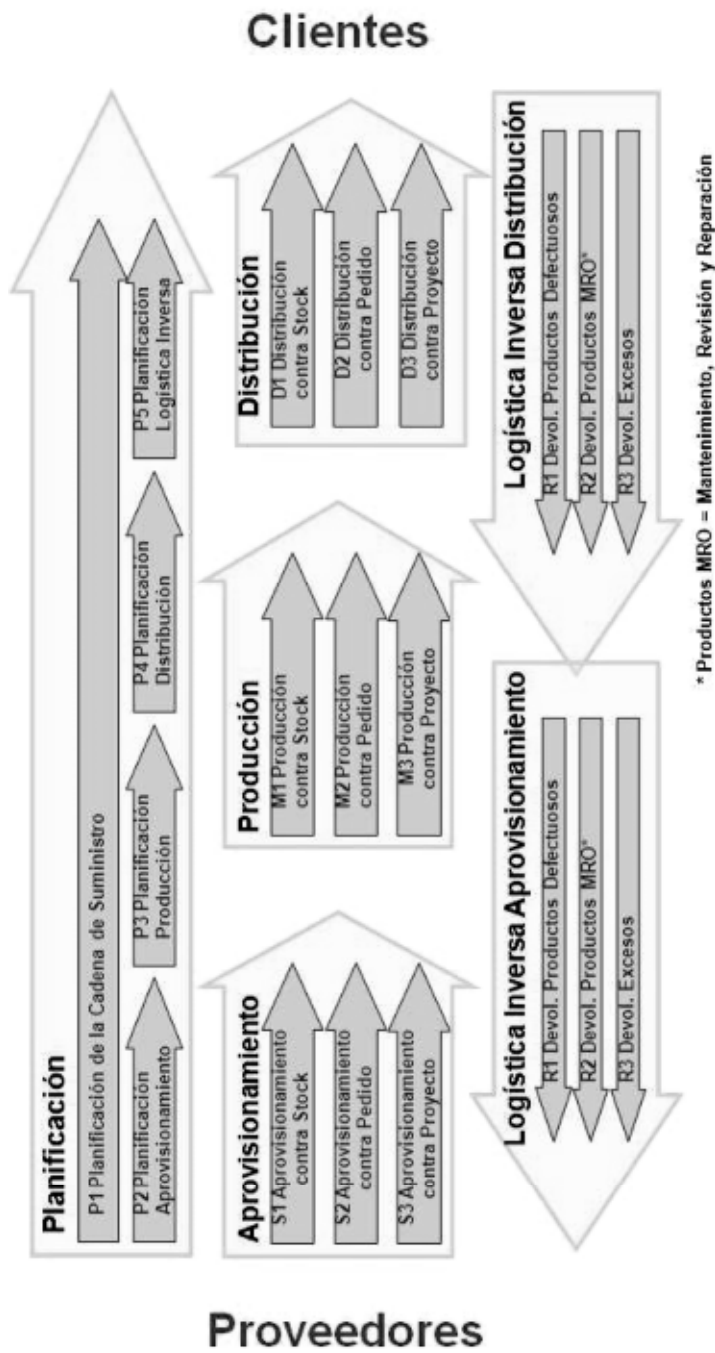 Clientes
Planificación
P1 Planificación de la Cadena de Suministro
P2 Planificación
Aprovisionamiento
P3 Planificación
Producción
P4 Planificación
Distribución
P5 Planificación
Logística Inversa
Aprovisionamiento
S1 Aprovisionamiento
contra Stock
S2 Aprovisionamiento
contra Pedido
S3 Aprovisionamiento
contra Proyecto
Producción
M1 Producción
contra Stock
M2 Producción
contra Pedido
M3 Producción
contra Proyecto
Distribución
D1 Distribución
contra Stock
D2 Distribución
contra Pedido
D3 Distribución
contra Proyecto
Logística Inversa Aprovisionamiento
R1 Devol. Productos Defectuosos
R2 Devol. Productos MRO*
R3 Devol. Excesos
Logística Inversa Distribución
R1 Devol. Productos Defectuosos
R2 Devol. Productos MRO*
R3 Devol. Excesos
* Productos MRO = Mantenimiento, Revisión y Reparación
Proveedores